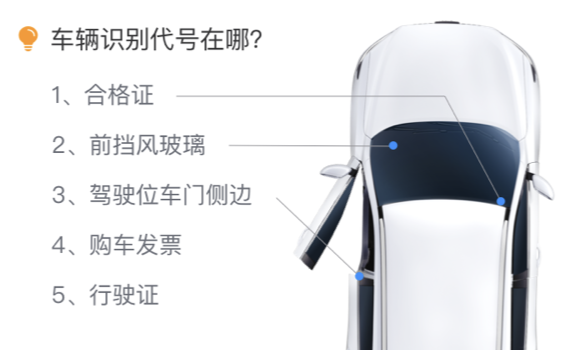 车辆识别代号在哪?
1、合格证
2、前挡风玻璃
3、驾驶位车门侧边
4、购车发票
5、行驶证